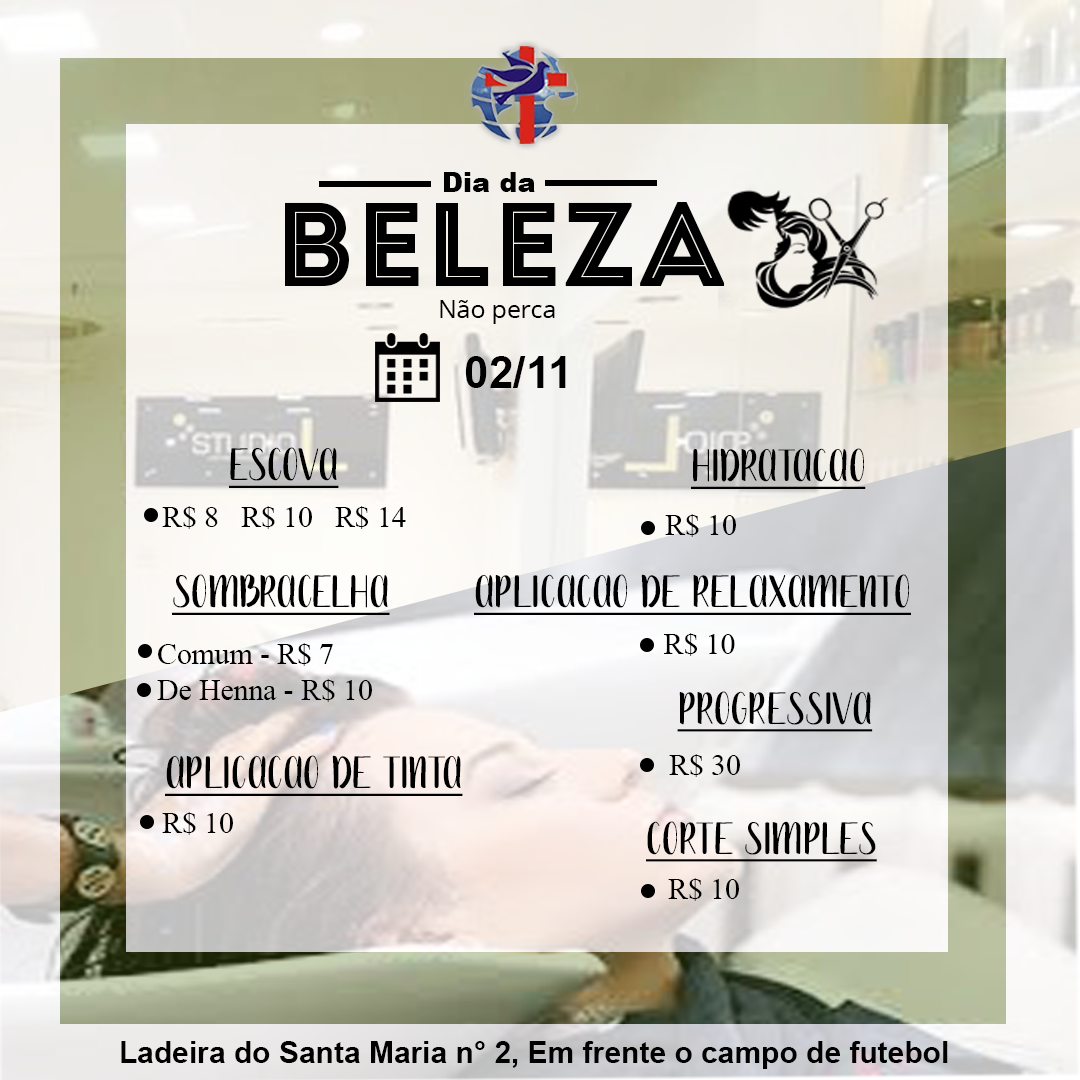 Dia da
BELEZA
Não perca
02/11
STUDIO L
ESCOVA
R$ 8 R$ 10 R$ 14
SOMBRACELHA
Comum - R$ 7
De Henna - R$ 10
APLICACAO DE TINTA
R$ 10
HIDRATACAO
R$ 10
APLICACAO DE RELAXAMENTO
R$ 10
PROGRESSIVA
R$ 30
CORTE SIMPLES
R$ 10
Ladeira do Santa Maria n° 2, Em frente o campo de futebol